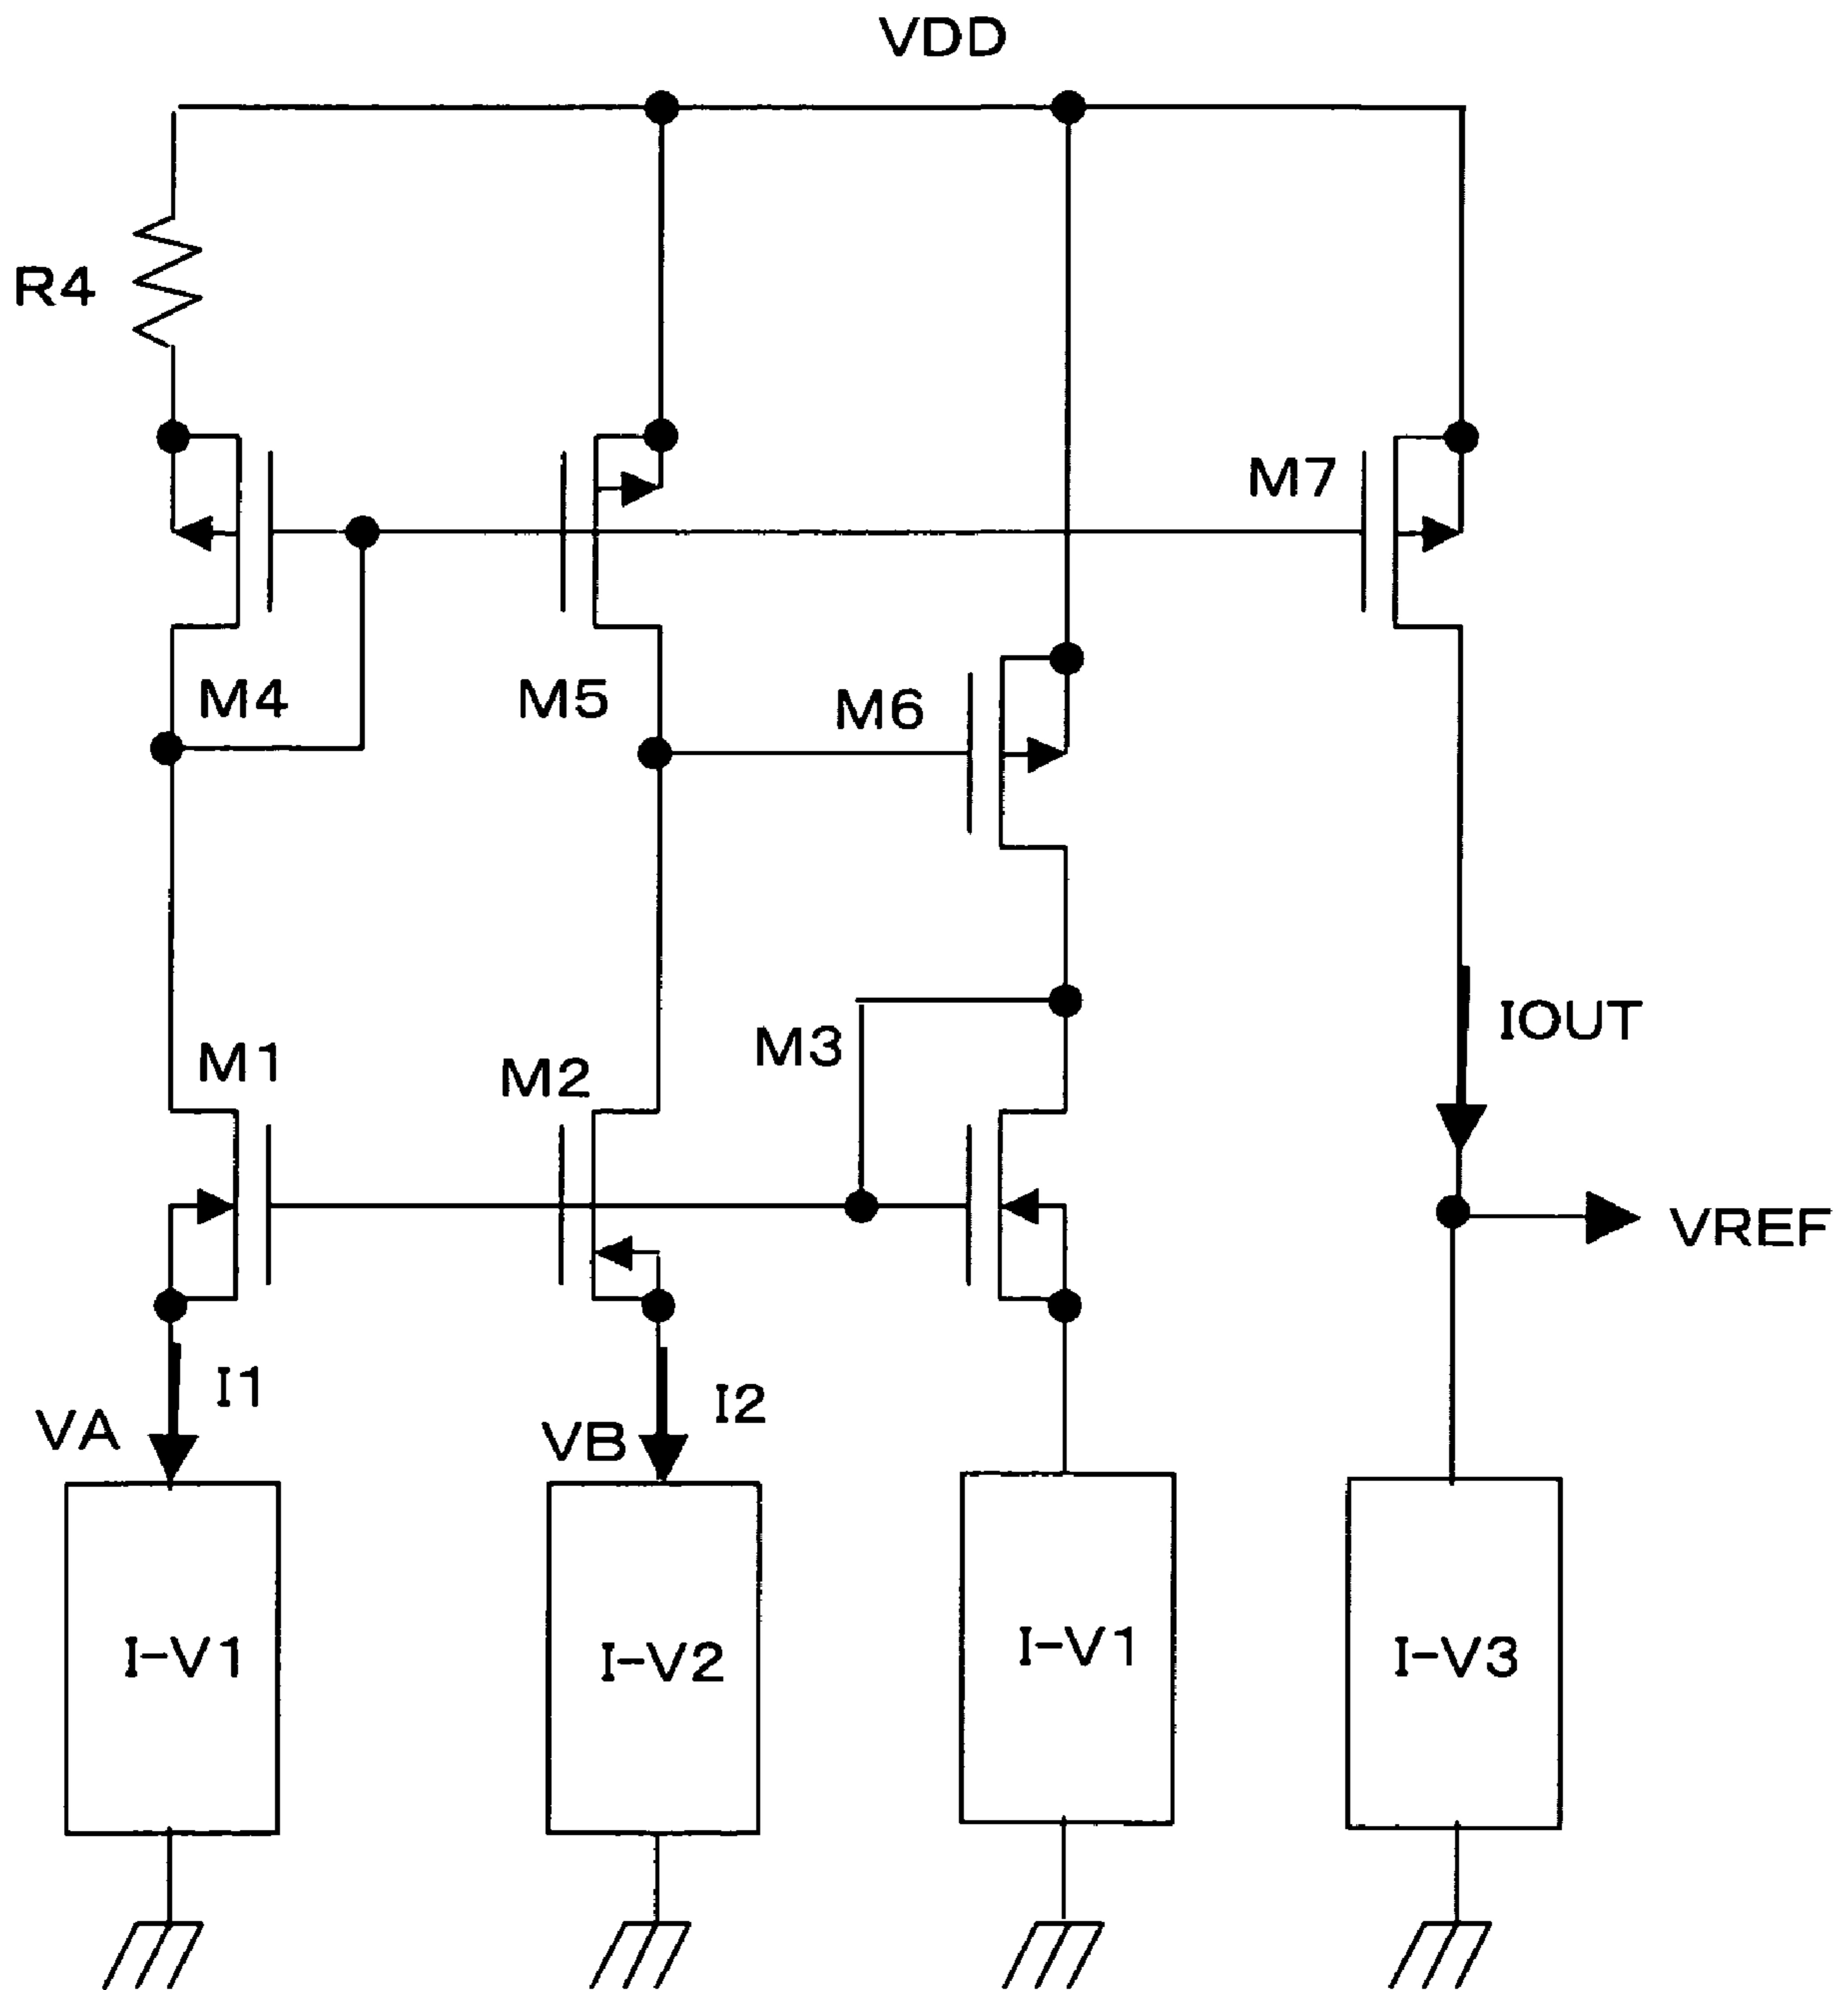 VDD
R4
M7
M4
M5
M6
M1
M2
M3
IOUT
VREF
I1
I2
VA
VB
I-V1
I-V2
I-V1
I-V3